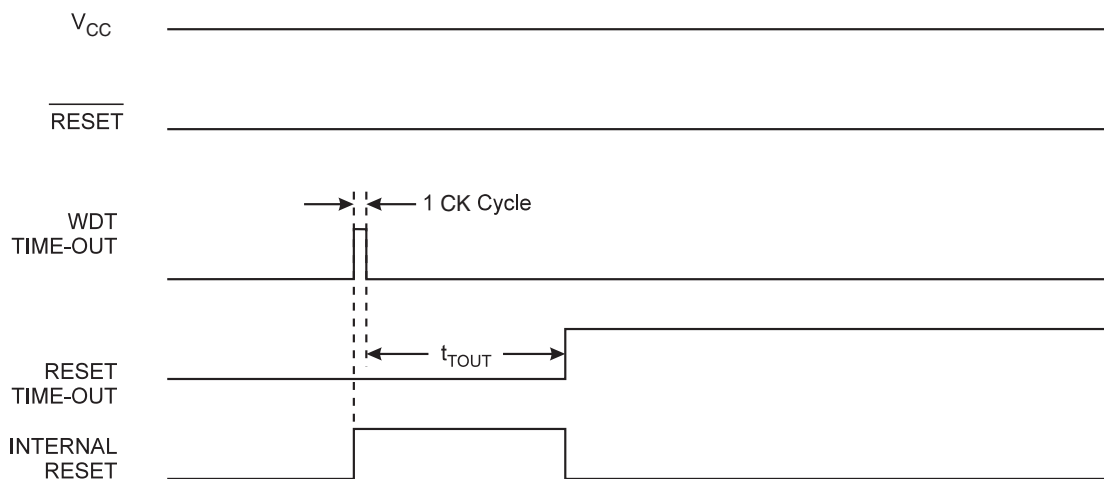 VCC
RESET
1 CK Cycle
WDT
TIME-OUT
tTOUT
RESET
TIME-OUT
INTERNAL
RESET